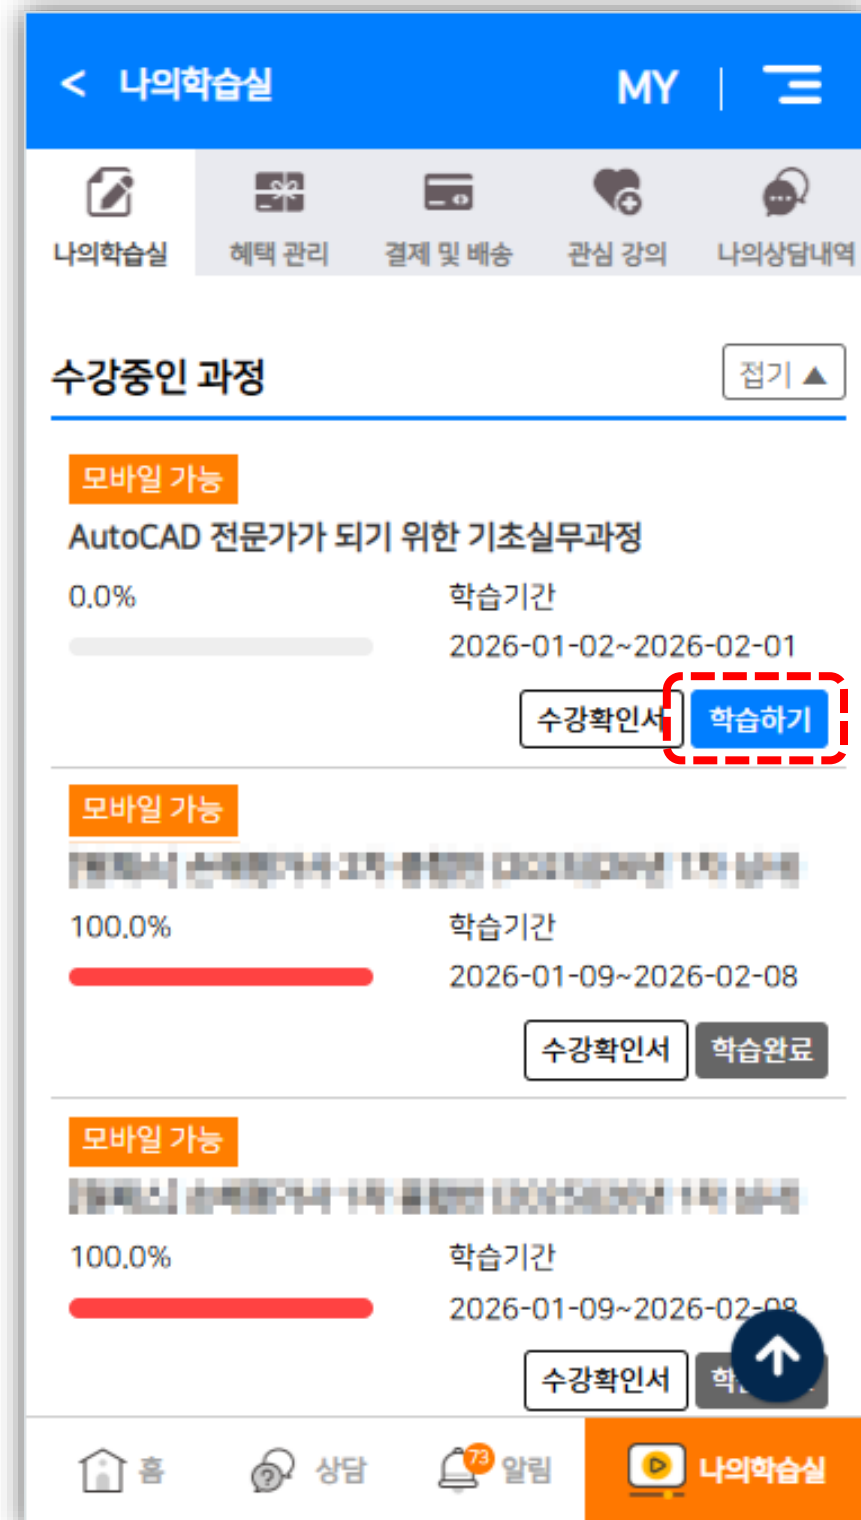 < 나의학습실 MY
나의학습실 혜택 관리 결제 및 배송 관심 강의 나의상담내역
수강중인 과정 접기 ▲
모바일 가능
AutoCAD 전문가가 되기 위한 기초실무과정
0.0% 학습기간
2026-01-02~2026-02-01
수강확인서 학습하기
모바일 가능
100.0% 학습기간
2026-01-09~2026-02-08
수강확인서 학습완료
모바일 가능
100.0% 학습기간
2026-01-09~2026-02-08
수강확인서
홈 상담 73 알림 나의학습실